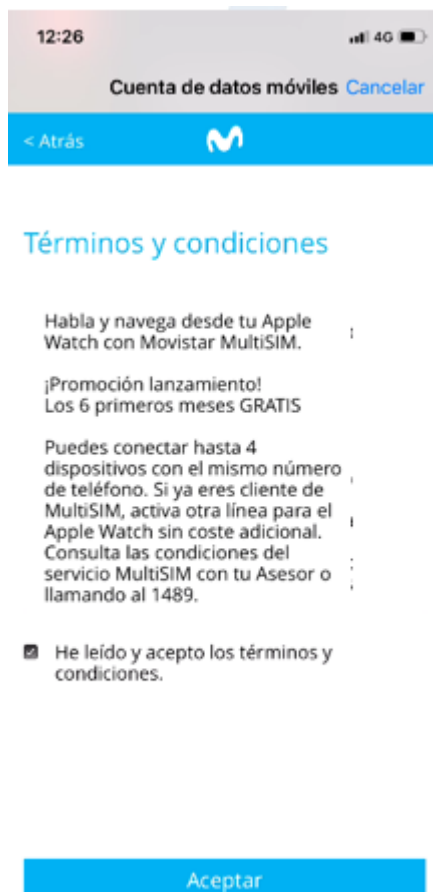 12:26
4G
Cuenta de datos móviles Cancelar
< Atrás
Términos y condiciones
Habla y navega desde tu Apple
Watch con Movistar MultiSIM.
¡Promoción lanzamiento!
Los 6 primeros meses GRATIS
Puedes conectar hasta 4
dispositivos con el mismo número
de teléfono. Si ya eres cliente de
MultiSIM, activa otra línea para el
Apple Watch sin coste adicional.
Consulta las condiciones del
servicio MultiSIM con tu Asesor o
llamando al 1489.
He leído y acepto los términos y
condiciones.
Aceptar